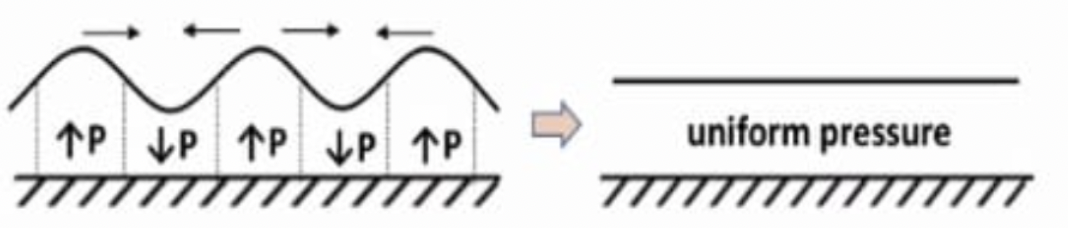 ↑P ↓P ↑P ↓P ↑P
uniform pressure